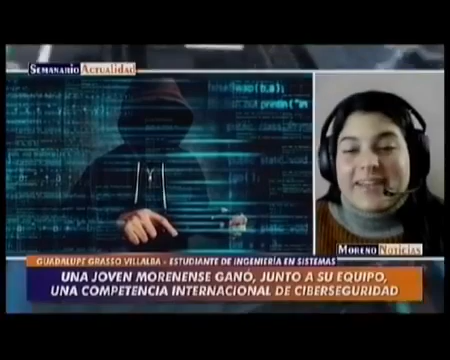 SEMANARIO Actualidad
MORENO Noticias
GUADALUPE GRASSO VILLALBA - ESTUDIANTE DE INGENIERÍA EN SISTEMAS
UNA JOVEN MORENENSE GANÓ, JUNTO A SU EQUIPO,
UNA COMPETENCIA INTERNACIONAL DE CIBERSEGURIDAD